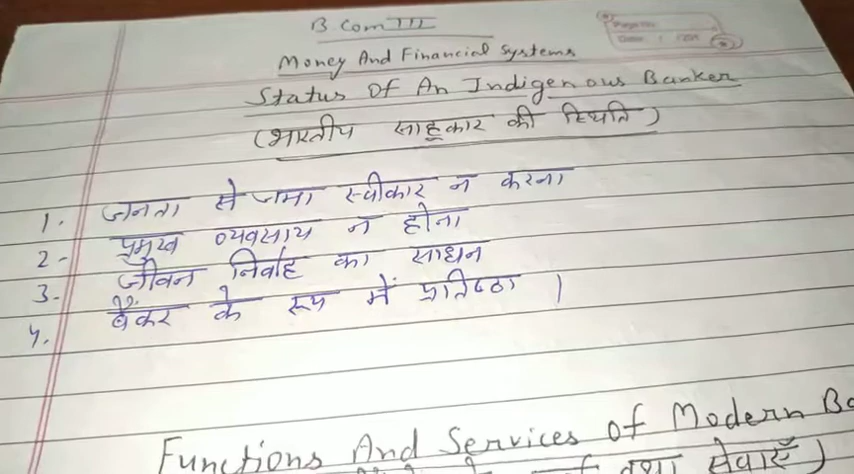 B Com III
Money And Financial Systems
Status Of An Indigenous Banker
(भारतीय साहूकार की स्थिति)
1. जनता से जमा स्वीकार न करना
2- प्रमुख व्यवसाय न होना
3. जीवन निर्वाह का साधन
4. बैंकर के रूप में प्रतिष्ठा ।
Functions And Services of Modern
तथा सेवाएँ)